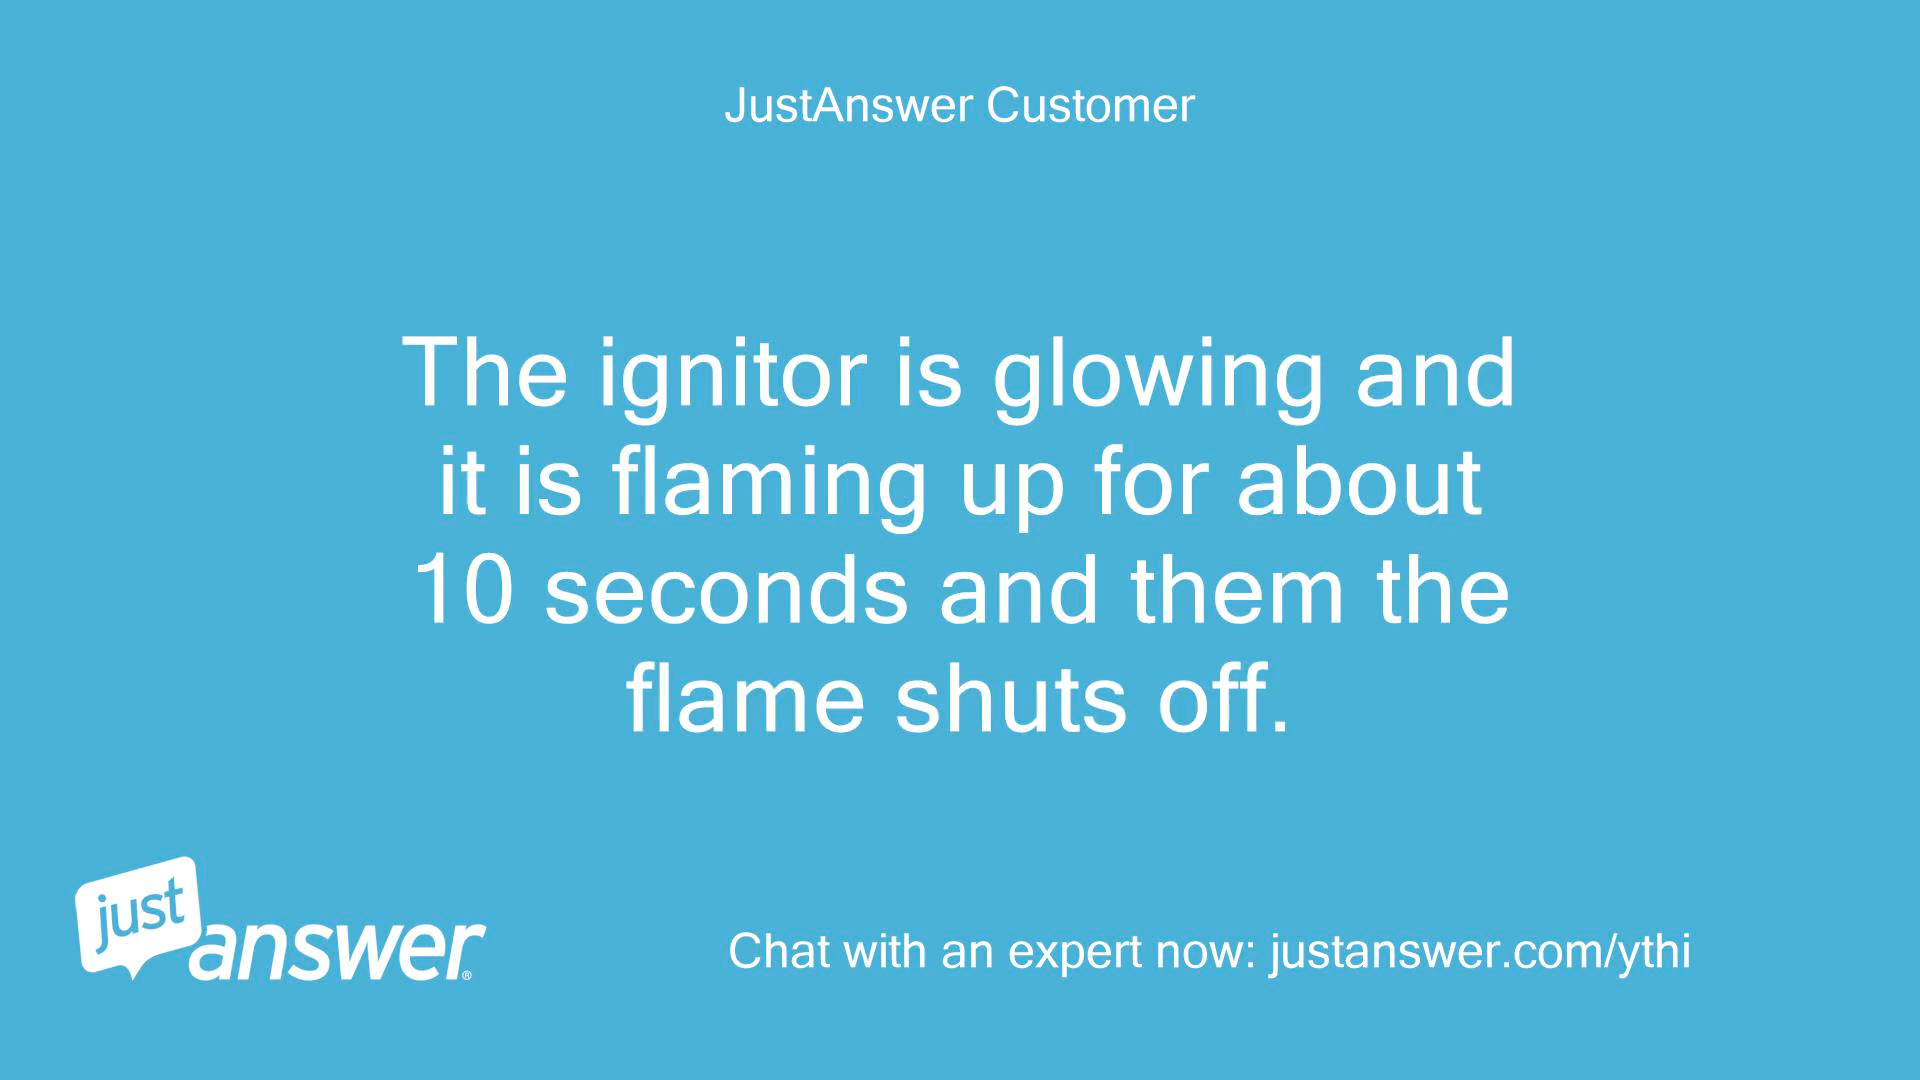 JustAnswer Customer
The ignitor is glowing and
it is flaming up for about
10 seconds and them the
flame shuts off.
just
answer®
Chat with an expert now: justanswer.com/ythi